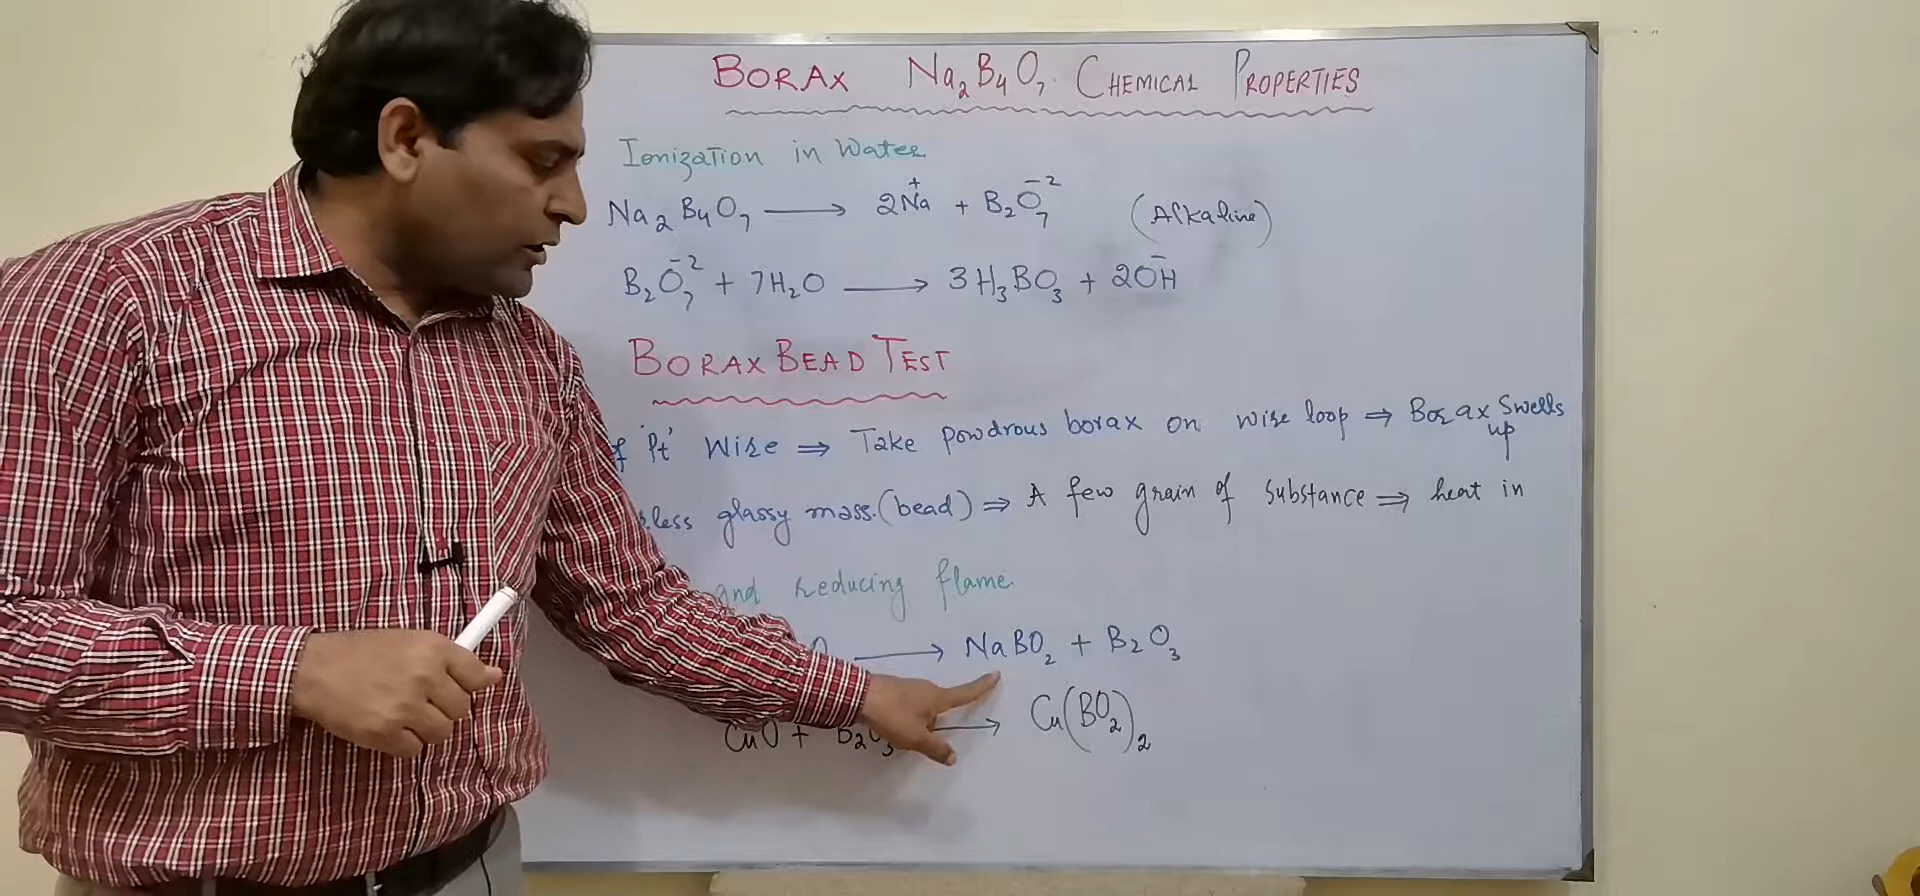 BORAX Na₂B₄O₇. CHEMICAL PROPERTIES
Ionization in Water
Na₂B₄O₇ ⟶ 2Na⁺ + B₂O₇⁻² (Alkaline)
B₂O₇⁻² + 7H₂O ⟶ 3H₃BO₃ + 2OH⁻
BORAX BEAD TEST
'Pt' Wire ⇒ Take powdrous borax on wire loop ⇒ Borax Swells up
less glassy mass.(bead) ⇒ A few grain of substance ⇒ heat in
and reducing flame.
⟶ NaBO₂ + B₂O₃
CuO + B₂O₃ ⟶ Cu(BO₂)₂